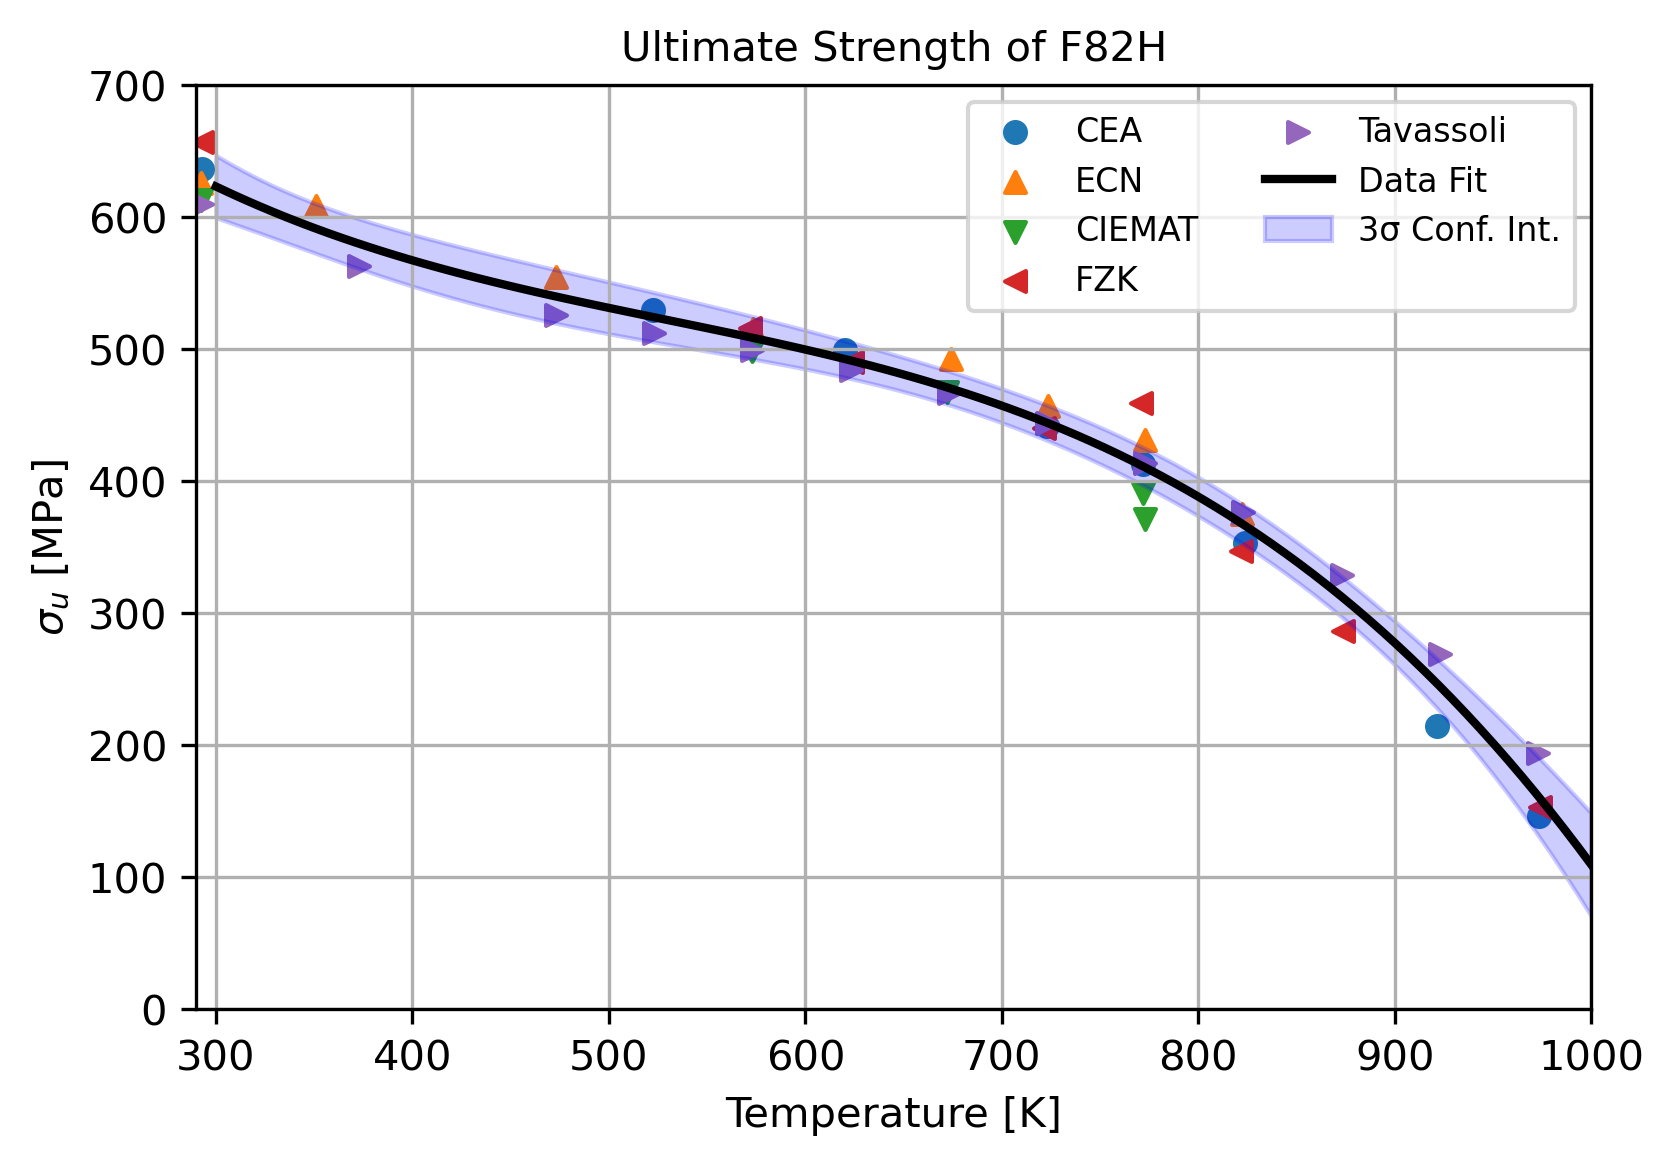 Ultimate Strength of F82H
700
600
500
400
300
200
100
0
σu [MPa]
CEA
ECN
CIEMAT
FZK
Tavassoli
Data Fit
3σ Conf. Int.
300 400 500 600 700 800 900 1000
Temperature [K]